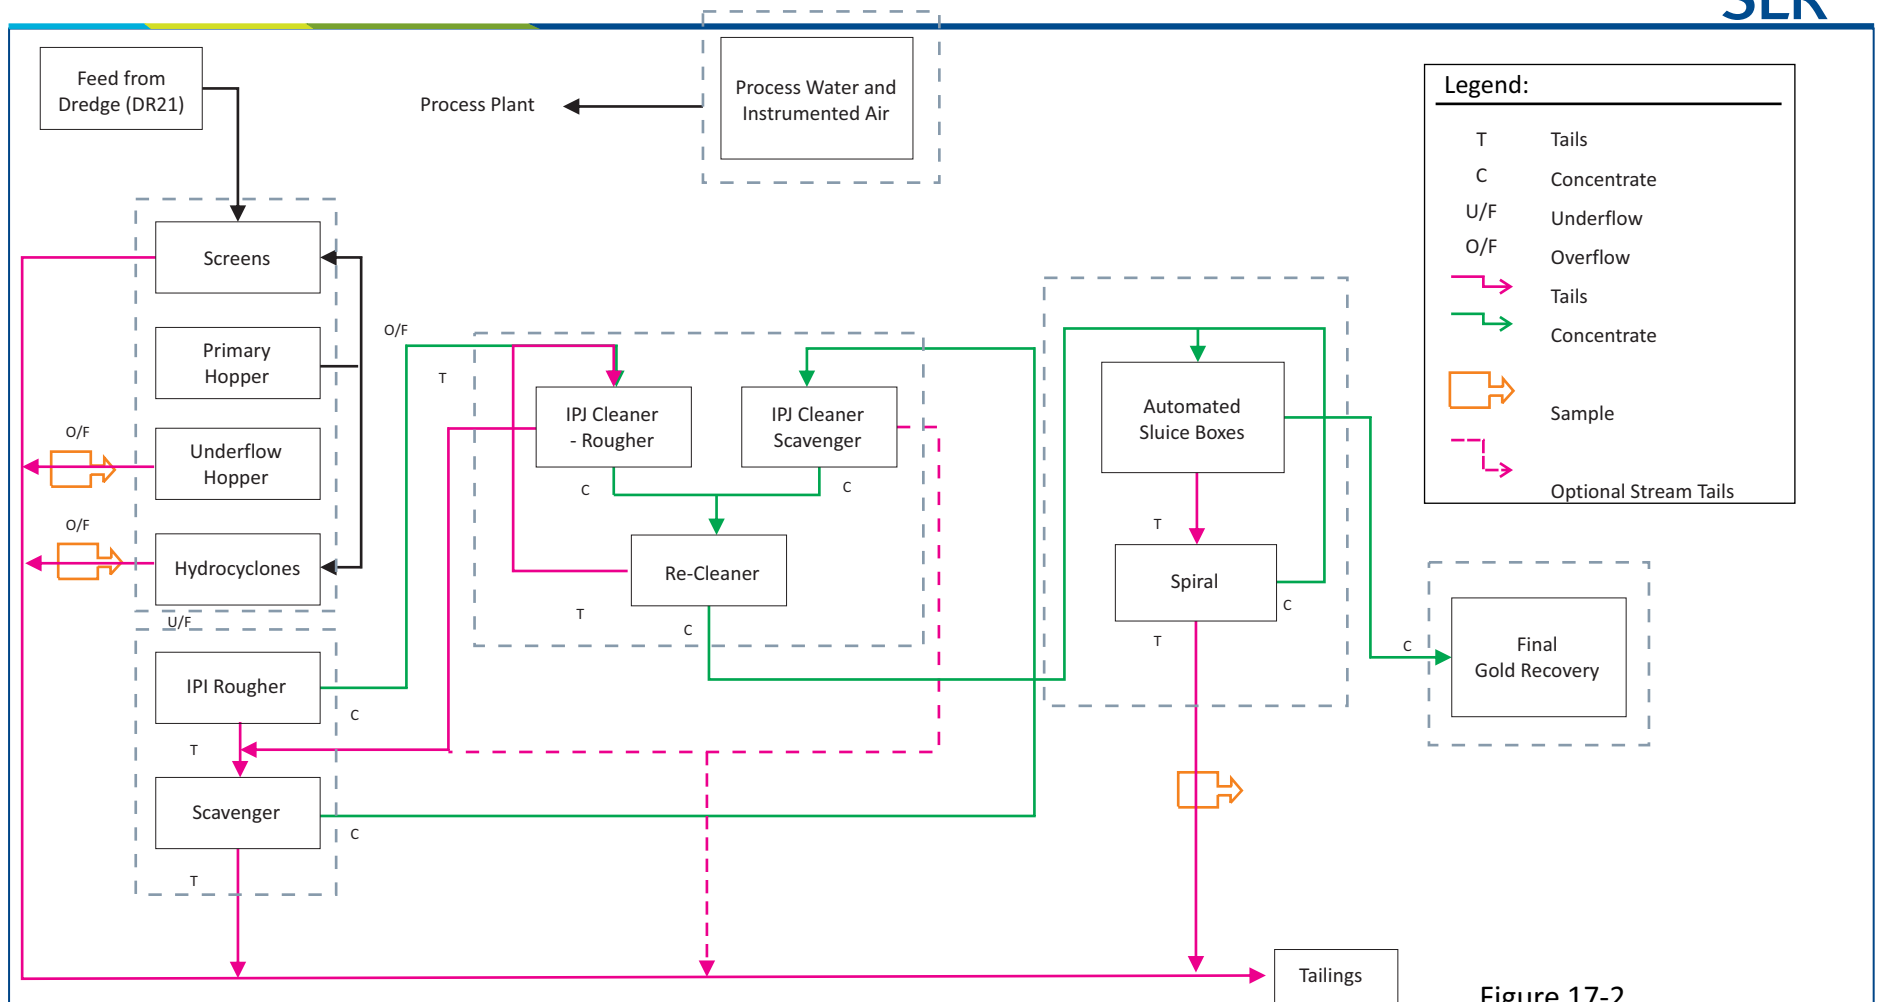 SLR
Feed from
Dredge (DR21)
Process Plant
Process Water and
Instrumented Air
Legend:
T Tails
C Concentrate
U/F Underflow
O/F Overflow
Tails
Concentrate
Sample
Optional Stream Tails
Screens
Primary
Hopper
O/F
Underflow
Hopper
O/F
Hydrocyclones
U/F
IPI Rougher
C
T
Scavenger
C
T
O/F
T
IPJ Cleaner
- Rougher
IPJ Cleaner
Scavenger
C
C
Re-Cleaner
T
C
Automated
Sluice Boxes
T
Spiral
C
T
C
Final
Gold Recovery
Tailings
Figure 17-2